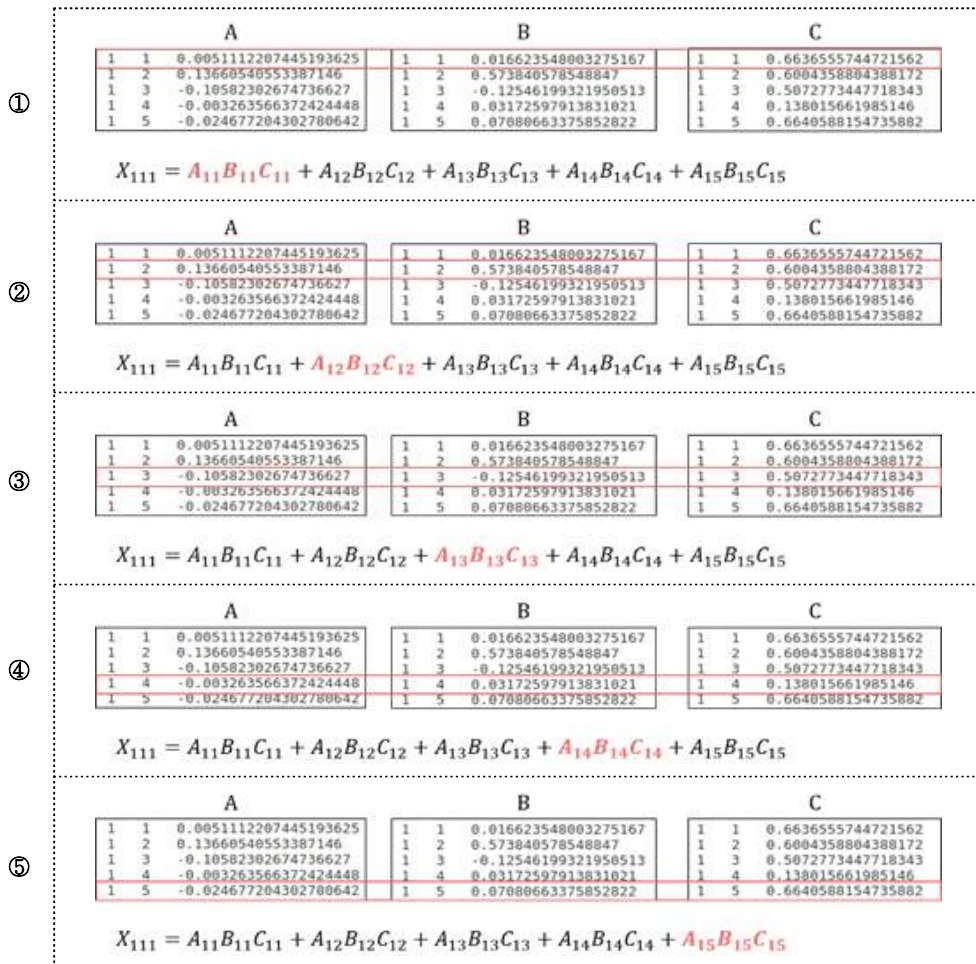 ①
A B C
1 1 0.0051112207445193625 1 1 0.016623548003275167 1 1 0.6636555744721562
1 2 0.13660540553387146 1 2 0.573840578548847 1 2 0.6004358804388172
1 3 -0.10582302674736627 1 3 -0.12546199321950513 1 3 0.5072773447718343
1 4 -0.003263566372424448 1 4 0.03172597913831021 1 4 0.138015661985146
1 5 -0.024677204302780642 1 5 0.07080663375852822 1 5 0.6640588154735882
X₁₁₁ = A₁₁B₁₁C₁₁ + A₁₂B₁₂C₁₂ + A₁₃B₁₃C₁₃ + A₁₄B₁₄C₁₄ + A₁₅B₁₅C₁₅
②
A B C
1 1 0.0051112207445193625 1 1 0.016623548003275167 1 1 0.6636555744721562
1 2 0.13660540553387146 1 2 0.573840578548847 1 2 0.6004358804388172
1 3 -0.10582302674736627 1 3 -0.12546199321950513 1 3 0.5072773447718343
1 4 -0.003263566372424448 1 4 0.03172597913831021 1 4 0.138015661985146
1 5 -0.024677204302780642 1 5 0.07080663375852822 1 5 0.6640588154735882
X₁₁₁ = A₁₁B₁₁C₁₁ + A₁₂B₁₂C₁₂ + A₁₃B₁₃C₁₃ + A₁₄B₁₄C₁₄ + A₁₅B₁₅C₁₅
③
A B C
1 1 0.0051112207445193625 1 1 0.016623548003275167 1 1 0.6636555744721562
1 2 0.13660540553387146 1 2 0.573840578548847 1 2 0.6004358804388172
1 3 -0.10582302674736627 1 3 -0.12546199321950513 1 3 0.5072773447718343
1 4 -0.003263566372424448 1 4 0.03172597913831021 1 4 0.138015661985146
1 5 -0.024677204302780642 1 5 0.07080663375852822 1 5 0.6640588154735882
X₁₁₁ = A₁₁B₁₁C₁₁ + A₁₂B₁₂C₁₂ + A₁₃B₁₃C₁₃ + A₁₄B₁₄C₁₄ + A₁₅B₁₅C₁₅
④
A B C
1 1 0.0051112207445193625 1 1 0.016623548003275167 1 1 0.6636555744721562
1 2 0.13660540553387146 1 2 0.573840578548847 1 2 0.6004358804388172
1 3 -0.10582302674736627 1 3 -0.12546199321950513 1 3 0.5072773447718343
1 4 -0.003263566372424448 1 4 0.03172597913831021 1 4 0.138015661985146
1 5 -0.024677204302780642 1 5 0.07080663375852822 1 5 0.6640588154735882
X₁₁₁ = A₁₁B₁₁C₁₁ + A₁₂B₁₂C₁₂ + A₁₃B₁₃C₁₃ + A₁₄B₁₄C₁₄ + A₁₅B₁₅C₁₅
⑤
A B C
1 1 0.0051112207445193625 1 1 0.016623548003275167 1 1 0.6636555744721562
1 2 0.13660540553387146 1 2 0.573840578548847 1 2 0.6004358804388172
1 3 -0.10582302674736627 1 3 -0.12546199321950513 1 3 0.5072773447718343
1 4 -0.003263566372424448 1 4 0.03172597913831021 1 4 0.138015661985146
1 5 -0.024677204302780642 1 5 0.07080663375852822 1 5 0.6640588154735882
X₁₁₁ = A₁₁B₁₁C₁₁ + A₁₂B₁₂C₁₂ + A₁₃B₁₃C₁₃ + A₁₄B₁₄C₁₄ + A₁₅B₁₅C₁₅